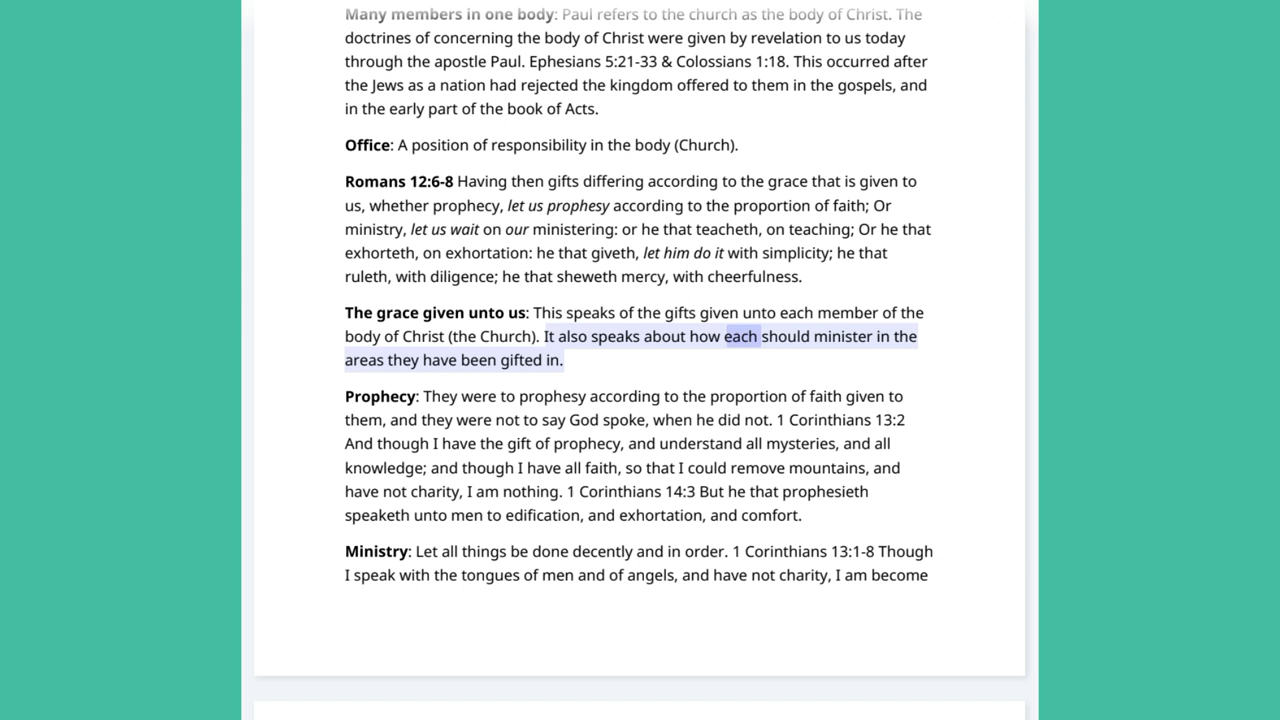 Many members in one body: Paul refers to the church as the body of Christ. The
doctrines of concerning the body of Christ were given by revelation to us today
through the apostle Paul. Ephesians 5:21-33 & Colossians 1:18. This occurred after
the Jews as a nation had rejected the kingdom offered to them in the gospels, and
in the early part of the book of Acts.
Office: A position of responsibility in the body (Church).
Romans 12:6-8 Having then gifts differing according to the grace that is given to
us, whether prophecy, let us prophesy according to the proportion of faith; Or
ministry, let us wait on our ministering: or he that teacheth, on teaching; Or he that
exhorteth, on exhortation: he that giveth, let him do it with simplicity; he that
ruleth, with diligence; he that sheweth mercy, with cheerfulness.
The grace given unto us: This speaks of the gifts given unto each member of the
body of Christ (the Church). It also speaks about how each should minister in the
areas they have been gifted in.
Prophecy: They were to prophesy according to the proportion of faith given to
them, and they were not to say God spoke, when he did not. 1 Corinthians 13:2
And though I have the gift of prophecy, and understand all mysteries, and all
knowledge; and though I have all faith, so that I could remove mountains, and
have not charity, I am nothing. 1 Corinthians 14:3 But he that prophesieth
speaketh unto men to edification, and exhortation, and comfort.
Ministry: Let all things be done decently and in order. 1 Corinthians 13:1-8 Though
I speak with the tongues of men and of angels, and have not charity, I am become